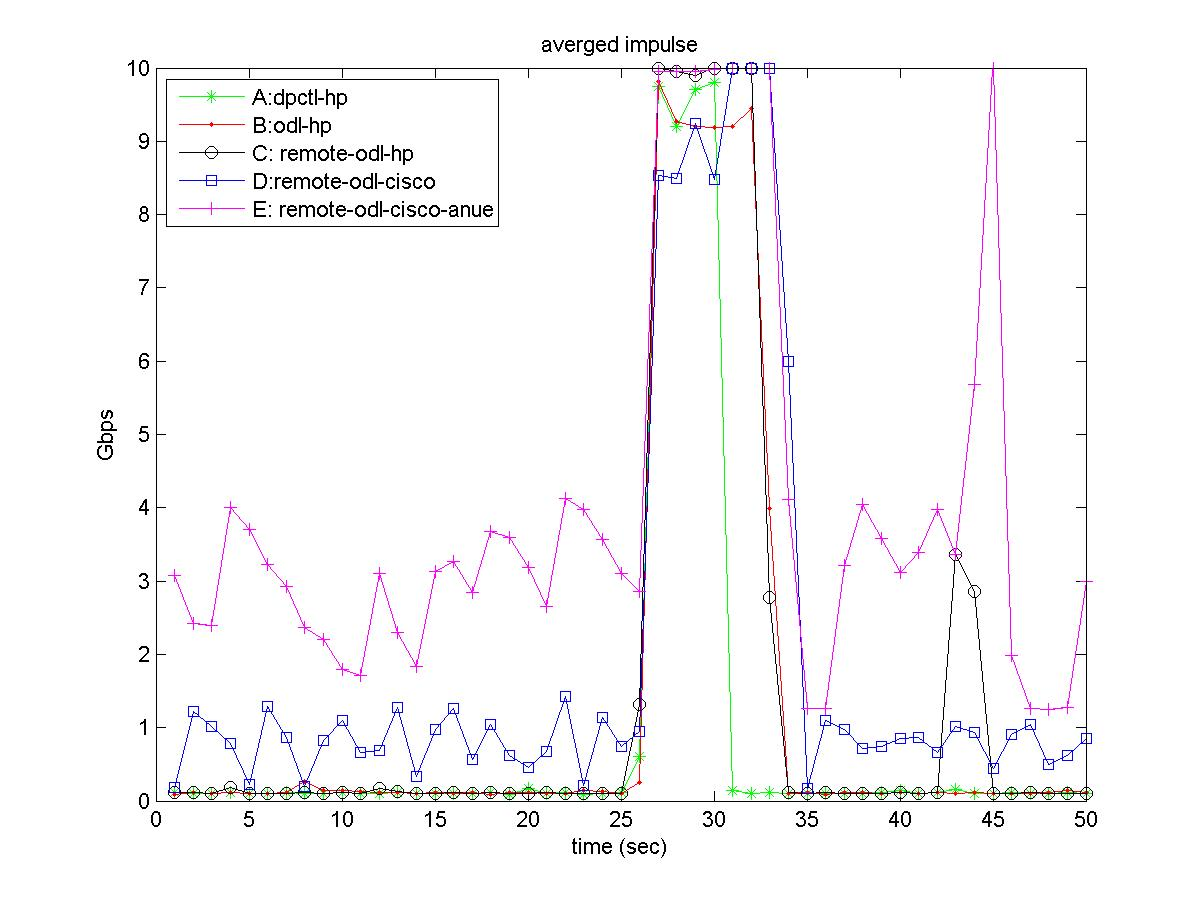 averged impulse
10
9
8
7
6
5
4
3
2
1
0
Gbps
A:dpctl-hp
B:odl-hp
C: remote-odl-hp
D:remote-odl-cisco
E: remote-odl-cisco-anue
0 5 10 15 20 25 30 35 40 45 50
time (sec)